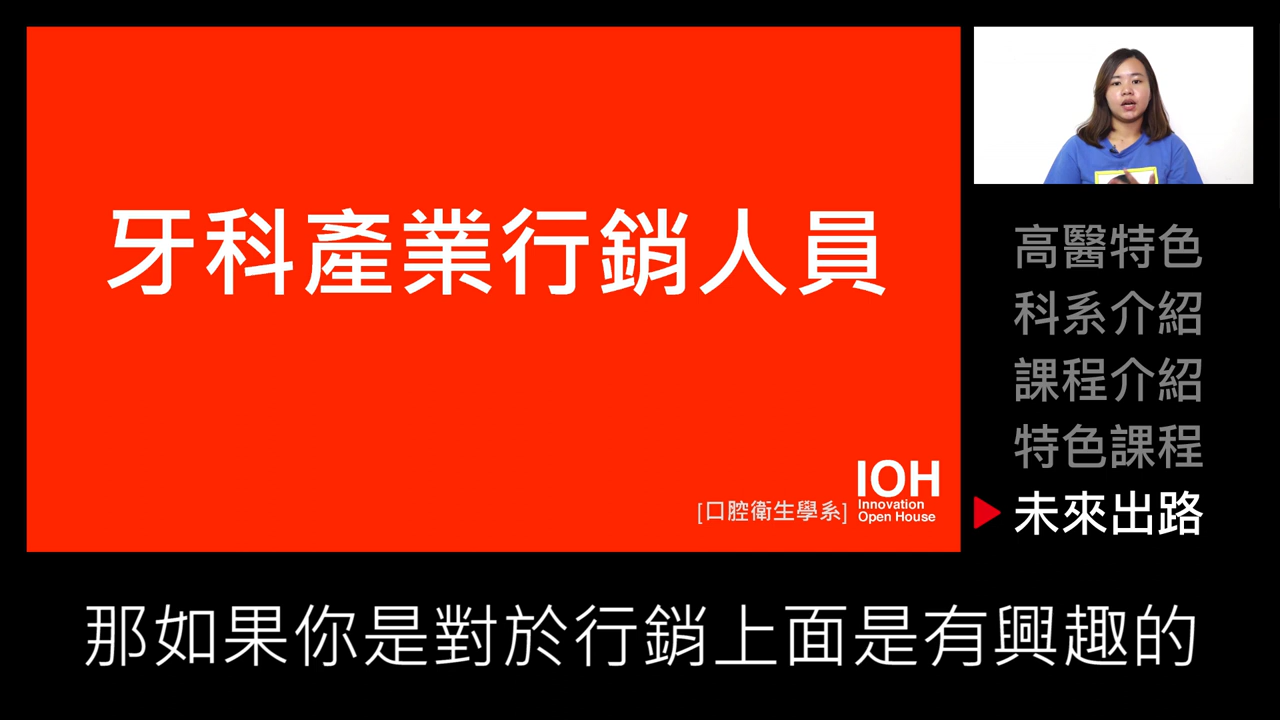 牙科產業行銷人員
[口腔衛生學系]
IOH
Innovation
Open House
高醫特色
科系介紹
課程介紹
特色課程
未來出路
那如果你是對於行銷上面是有興趣的